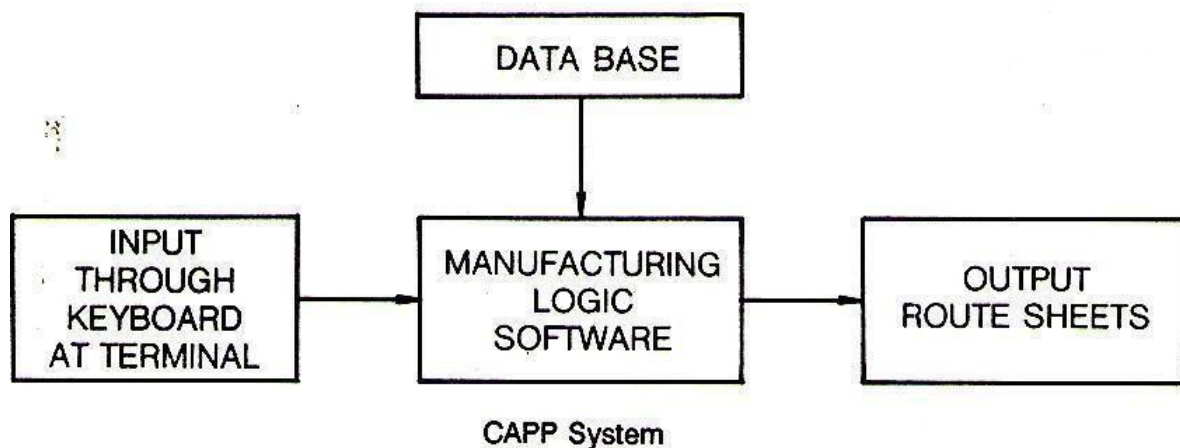 DATA BASE
INPUT
THROUGH
KEYBOARD
AT TERMINAL
MANUFACTURING
LOGIC
SOFTWARE
OUTPUT
ROUTE SHEETS
CAPP System